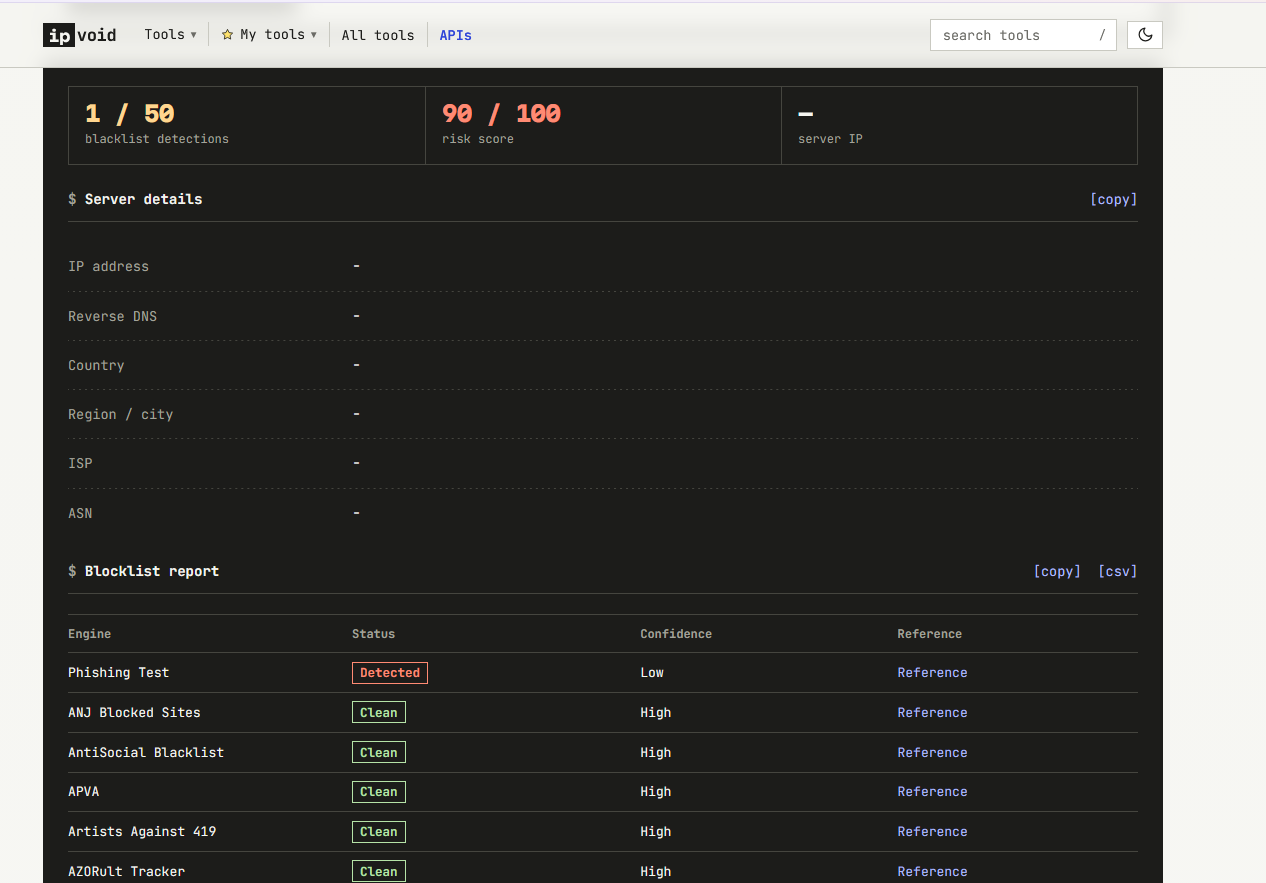 ipvoid Tools ▾ My tools ▾ All tools APIs search tools /
1 / 50 90 / 100 –
blacklist detections risk score server IP
$ Server details [copy]
IP address -
Reverse DNS -
Country -
Region / city -
ISP -
ASN -
$ Blocklist report [copy] [csv]
Engine Status Confidence Reference
Phishing Test Detected Low Reference
ANJ Blocked Sites Clean High Reference
AntiSocial Blacklist Clean High Reference
APVA Clean High Reference
Artists Against 419 Clean High Reference
AZORult Tracker Clean High Reference